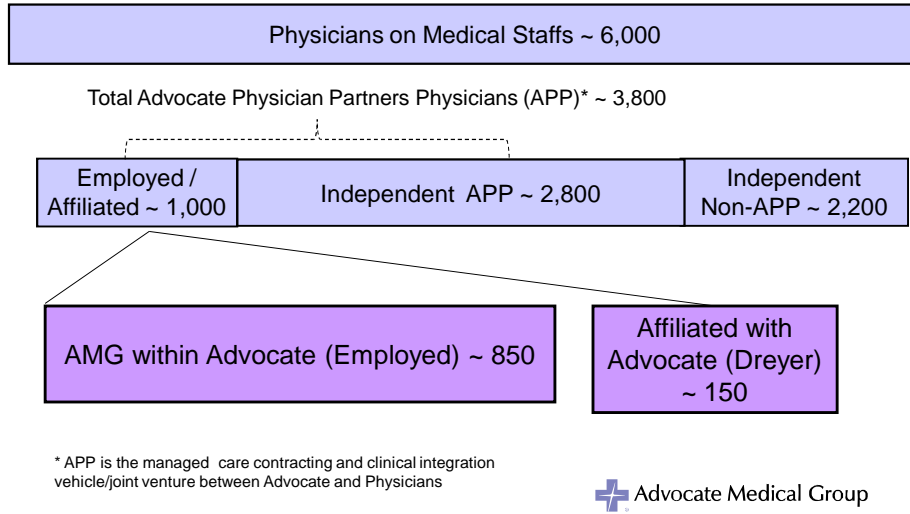 Physicians on Medical Staffs ~ 6,000
Total Advocate Physician Partners Physicians (APP)* ~ 3,800
Employed /
Affiliated ~ 1,000
Independent APP ~ 2,800
Independent
Non-APP ~ 2,200
AMG within Advocate (Employed) ~ 850
Affiliated with
Advocate (Dreyer)
~ 150
* APP is the managed care contracting and clinical integration
vehicle/joint venture between Advocate and Physicians
Advocate Medical Group